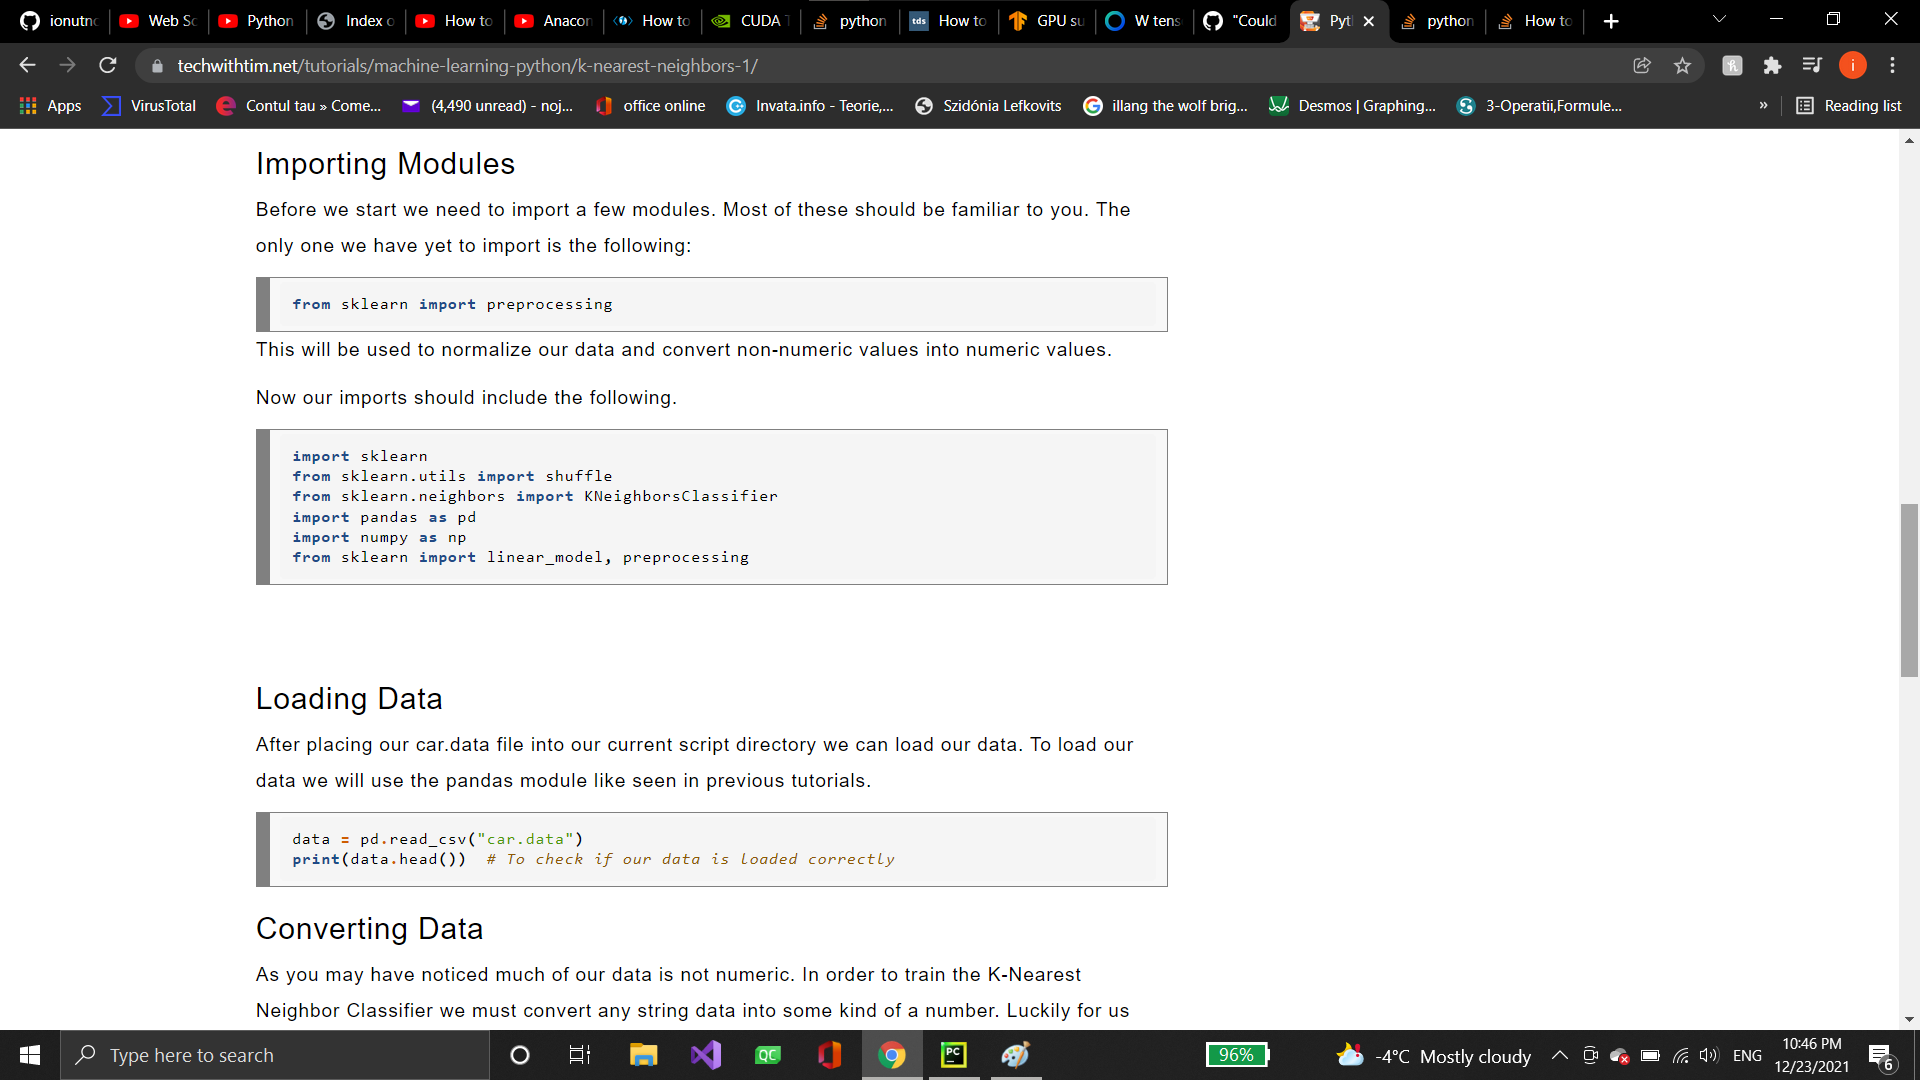 ionutno
Web Sc
Python
Index o
How to
Anacon
How to
CUDA T
python
How to
GPU su
W tens
"Could
Pyt
python
How to
techwithtim.net/tutorials/machine-learning-python/k-nearest-neighbors-1/
Apps
VirusTotal
Contul tau » Come...
(4,490 unread) - noj...
office online
Invata.info - Teorie,...
Szidónia Lefkovits
illang the wolf brig...
Desmos | Graphing...
3-Operatii,Formule...
»
Reading list
Importing Modules
Before we start we need to import a few modules. Most of these should be familiar to you. The
only one we have yet to import is the following:
from sklearn import preprocessing
This will be used to normalize our data and convert non-numeric values into numeric values.
Now our imports should include the following.
import sklearn
from sklearn.utils import shuffle
from sklearn.neighbors import KNeighborsClassifier
import pandas as pd
import numpy as np
from sklearn import linear_model, preprocessing
Loading Data
After placing our car.data file into our current script directory we can load our data. To load our
data we will use the pandas module like seen in previous tutorials.
data = pd.read_csv("car.data")
print(data.head())  # To check if our data is loaded correctly
Converting Data
As you may have noticed much of our data is not numeric. In order to train the K-Nearest
Neighbor Classifier we must convert any string data into some kind of a number. Luckily for us
Type here to search
96%
-4°C Mostly cloudy
ENG
10:46 PM
12/23/2021
6